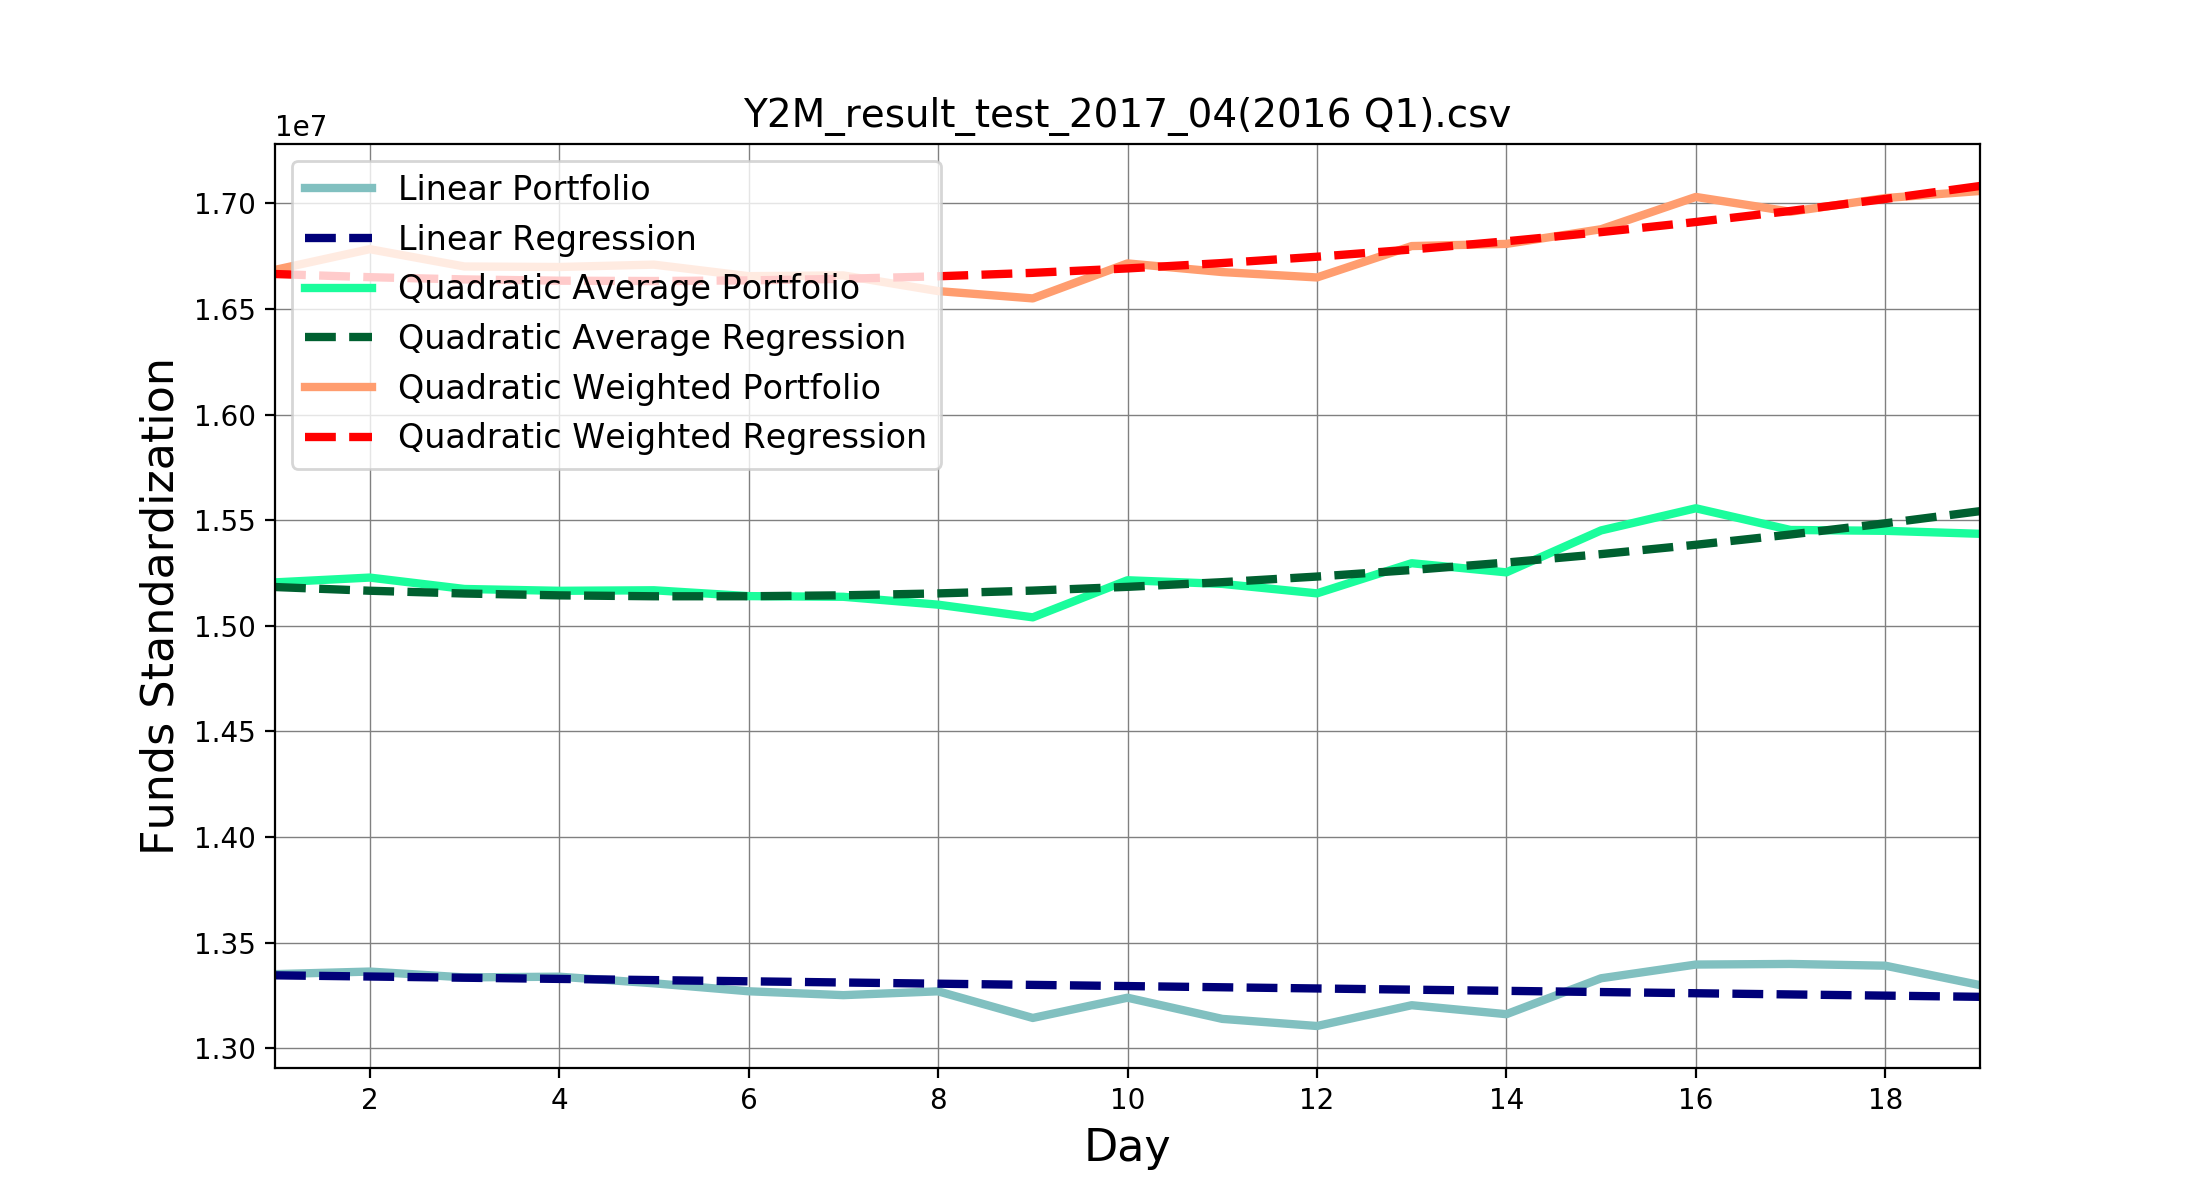 Y2M_result_test_2017_04(2016 Q1).csv
1e7
Linear Portfolio
Linear Regression
Quadratic Average Portfolio
Quadratic Average Regression
Quadratic Weighted Portfolio
Quadratic Weighted Regression
Funds Standardization
1.70
1.65
1.60
1.55
1.50
1.45
1.40
1.35
1.30
2 4 6 8 10 12 14 16 18
Day